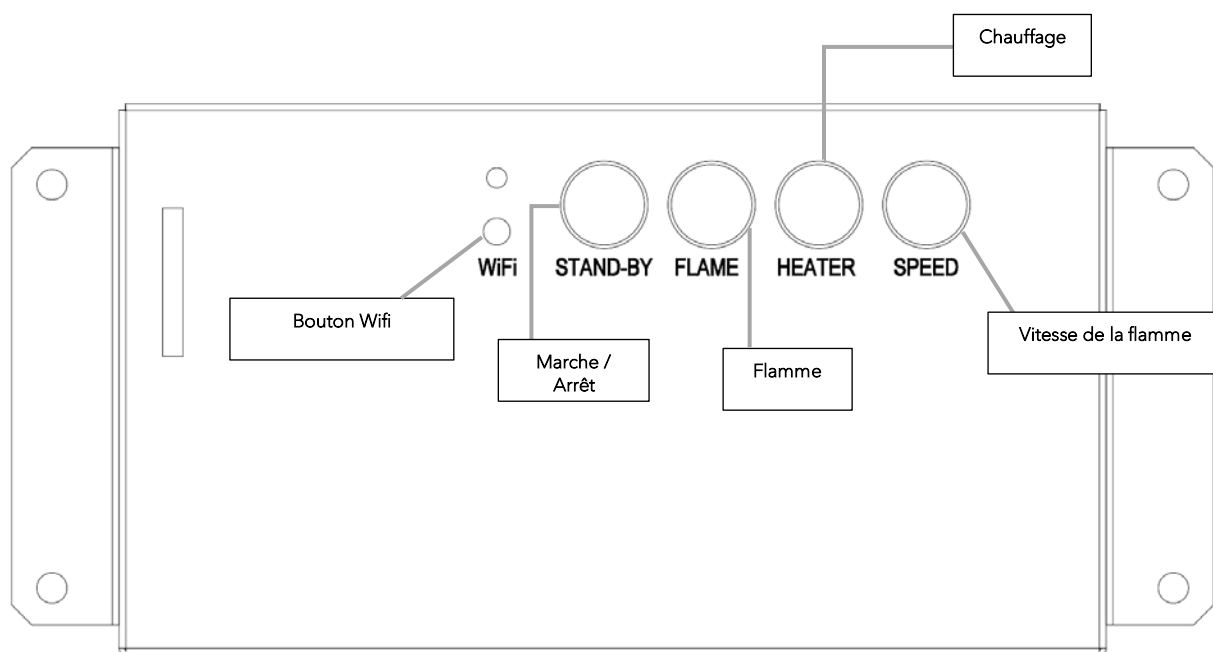 Chauffage
WiFi STAND-BY FLAME HEATER SPEED
Bouton Wifi
Vitesse de la flamme
Marche /
Arrêt
Flamme